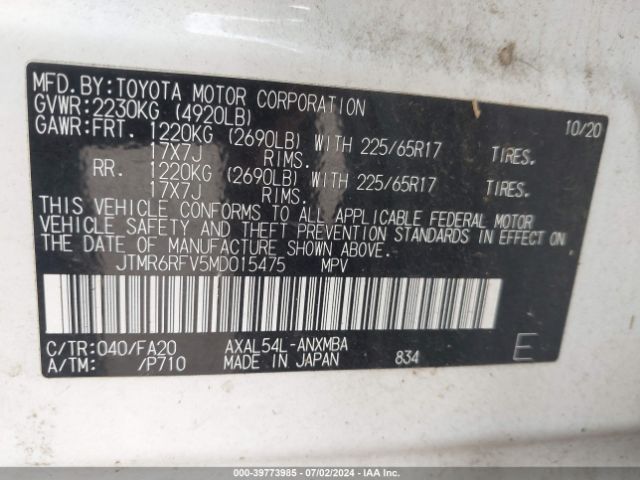 MFD.BY:TOYOTA MOTOR CORPORATION 10/20
GVWR:2230KG (4920LB)
GAWR:FRT. 1220KG (2690LB) WITH 225/65R17 TIRES.
17X7J RIMS.
RR. 1220KG (2690LB) WITH 225/65R17 TIRES.
17X7J RIMS.
THIS VEHICLE CONFORMS TO ALL APPLICABLE FEDERAL MOTOR
VEHICLE SAFETY AND THEFT PREVENTION STANDARDS IN EFFECT ON
THE DATE OF MANUFACTURE SHOWN ABOVE.
JTMR6RFV5MD015475 MPV
C/TR:040/FA20 AXAL54L-ANXMBA
A/TM: /P710 MADE IN JAPAN 834 E
000-39773985 - 07/02/2024 - IAA Inc.